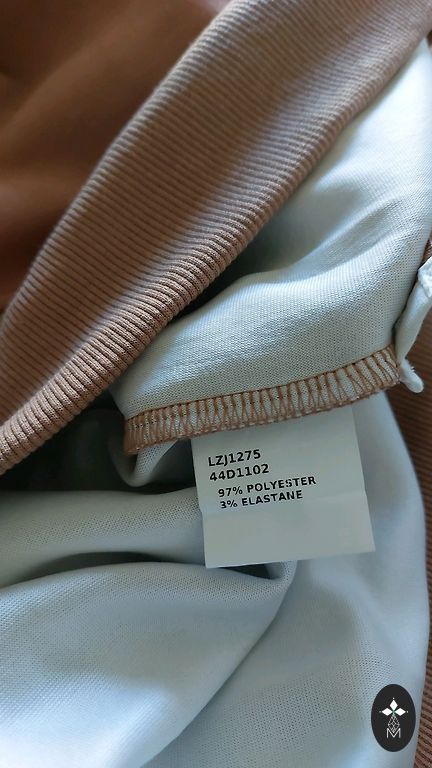 LZJ1275
44D1102
97% POLYESTER
3% ELASTANE
M